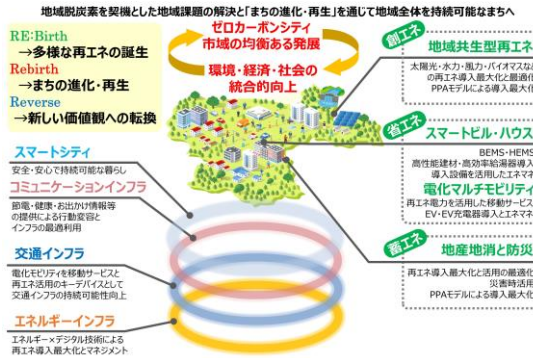 地域脱炭素を契機とした地域課題の解決と「まちの進化・再生」を通じて地域全体を持続可能なまちへ
RE:Birth
→多様な再エネの誕生
Rebirth
→まちの進化・再生
Reverse
→新しい価値観への転換
ゼロカーボンシティ
市域の均衡ある発展
環境・経済・社会の
統合的向上
スマートシティ
安全・安心で持続可能な暮らし
コミュニケーションインフラ
節電・健康・お出かけ情報等
の提供による行動変容と
インフラの最適利用
交通インフラ
電化モビリティを移動サービスと
再エネ活用のキーデバイスとして
交通インフラの持続可能性向上
エネルギーインフラ
エネルギー×デジタル技術による
再エネ導入最大化とマネジメント
創エネ
地域共生型再エネ
太陽光・水力・風力・バイオマスな
の再エネ導入最大化と最適化
PPAモデルによる導入最大化
省エネ
スマートビル・ハウス
BEMS・HEMS
高性能建材・高効率給湯器導入
導入設備を活用したエネマネ
電化マルチモビリティ
再エネ電力を活用した移動サービス
EV・EV充電器導入とエネマネ
蓄エネ
地産地消と防災
再エネ導入最大化と活用の最適化
災害時活用
PPAモデルによる導入最大化